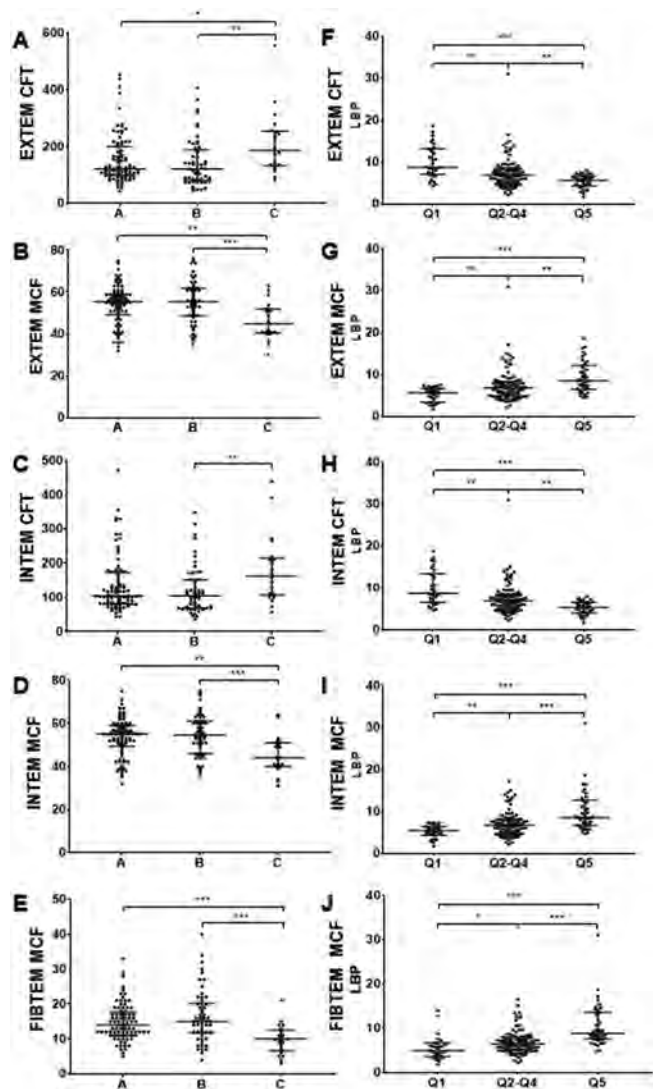 A
EXTEM CFT
600
400
200
100
0
A B C
F
EXTEM CFT
LBP
40
30
20
10
0
Q1 Q2-Q4 Q5
B
EXTEM MCF
80
60
40
20
0
A B C
G
EXTEM MCF
LBP
40
30
20
10
0
Q1 Q2-Q4 Q5
C
INTEM CFT
500
400
300
200
100
0
A B C
H
INTEM CFT
LBP
40
30
20
10
0
Q1 Q2-Q4 Q5
D
INTEM MCF
80
60
40
20
0
A B C
I
INTEM MCF
LBP
40
30
20
10
0
Q1 Q2-Q4 Q5
E
FIBTEM MCF
50
40
30
20
10
0
A B C
J
FIBTEM MCF
LBP
40
30
20
10
0
Q1 Q2-Q4 Q5